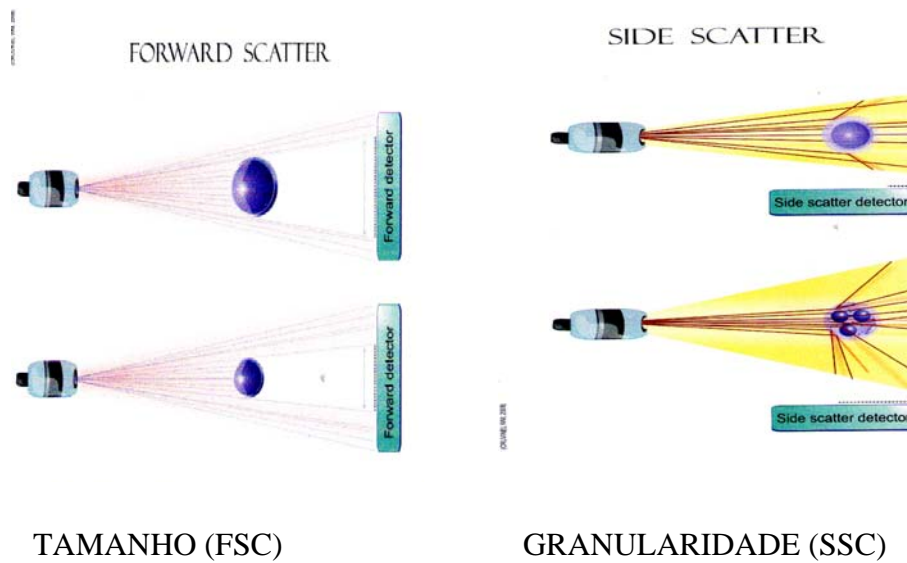 FORWARD SCATTER
Forward detector
Forward detector
TAMANHO (FSC)
SIDE SCATTER
Side scatter detector
Side scatter detector
GRANULARIDADE (SSC)